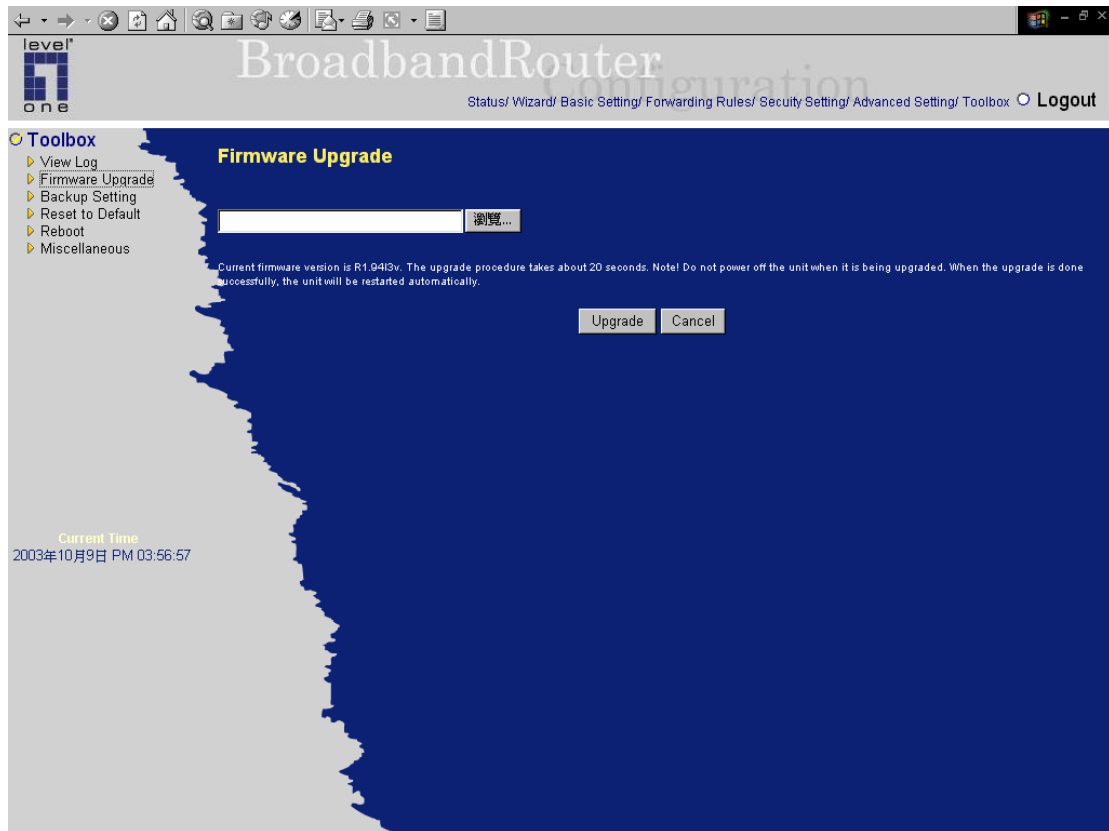 level
one
BroadbandRouter
Configuration
Status/ Wizard/ Basic Setting/ Forwarding Rules/ Secuity Setting/ Advanced Setting/ Toolbox Logout
Toolbox
View Log
Firmware Upgrade
Backup Setting
Reset to Default
Reboot
Miscellaneous
Current Time
2003年10月9日 PM 03:56:57
Firmware Upgrade
瀏覽...
Current firmware version is R1.94I3v. The upgrade procedure takes about 20 seconds. Note! Do not power off the unit when it is being upgraded. When the upgrade is done
successfully, the unit will be restarted automatically.
Upgrade Cancel